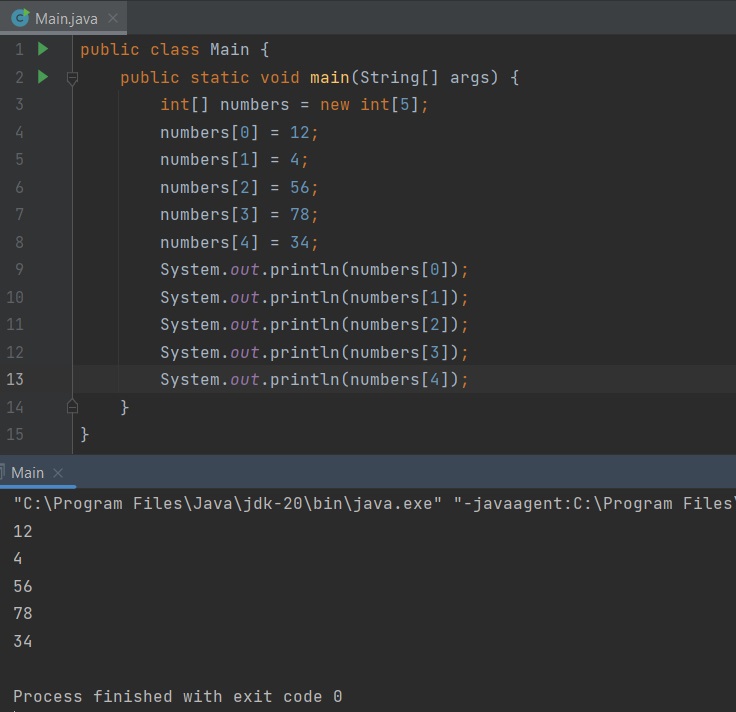 Main.java
1 public class Main {
2 public static void main(String[] args) {
3 int[] numbers = new int[5];
4 numbers[0] = 12;
5 numbers[1] = 4;
6 numbers[2] = 56;
7 numbers[3] = 78;
8 numbers[4] = 34;
9 System.out.println(numbers[0]);
10 System.out.println(numbers[1]);
11 System.out.println(numbers[2]);
12 System.out.println(numbers[3]);
13 System.out.println(numbers[4]);
14 }
15 }
Main
"C:\Program Files\Java\jdk-20\bin\java.exe" "-javaagent:C:\Program Files\
12
4
56
78
34
Process finished with exit code 0